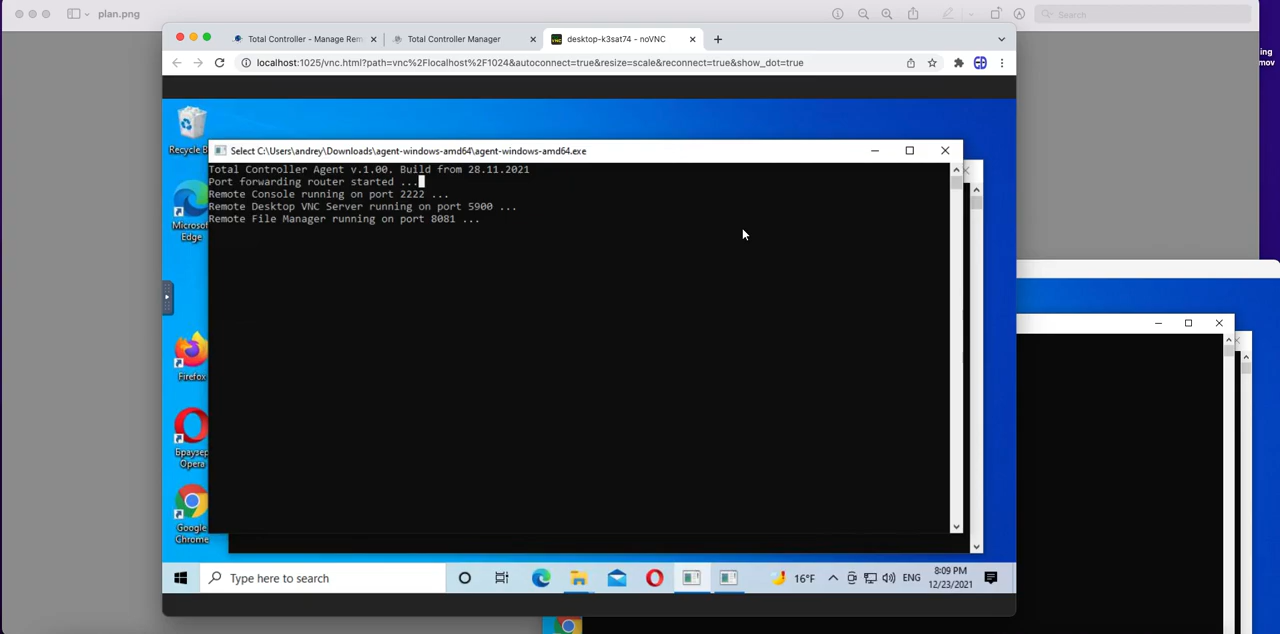 plan.png
Search
ing
mov
Total Controller - Manage Rem
Total Controller Manager
desktop-k3sat74 - noVNC
localhost:1025/vnc.html?path=vnc%2Flocalhost%2F1024&autoconnect=true&resize=scale&reconnect=true&show_dot=true
Recycle B
Select C:\Users\andrey\Downloads\agent-windows-amd64\agent-windows-amd64.exe
Total Controller Agent v.1.00. Build from 28.11.2021
Port forwarding router started ...
Remote Console running on port 2222 ...
Remote Desktop VNC Server running on port 5900 ...
Remote File Manager running on port 8081 ...
Microsof
Edge
Firefox
Браузер
Opera
Google
Chrome
Type here to search
16°F
ENG
8:09 PM
12/23/2021